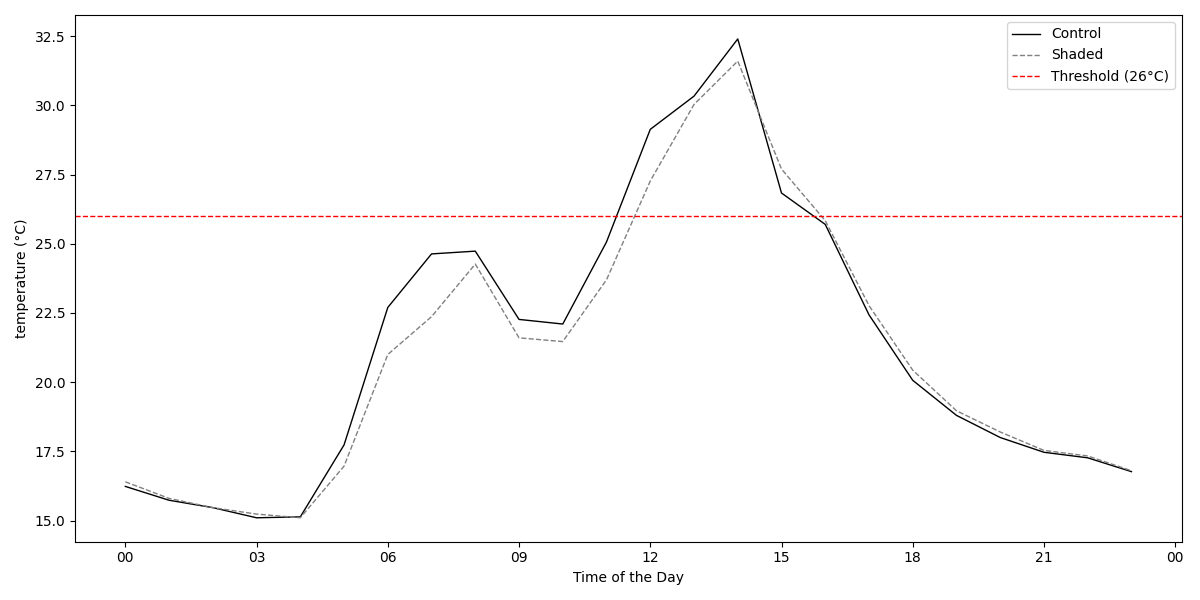 Control
Shaded
Threshold (26°C)
32.5
30.0
27.5
25.0
22.5
20.0
17.5
15.0
temperature (°C)
00 03 06 09 12 15 18 21 00
Time of the Day